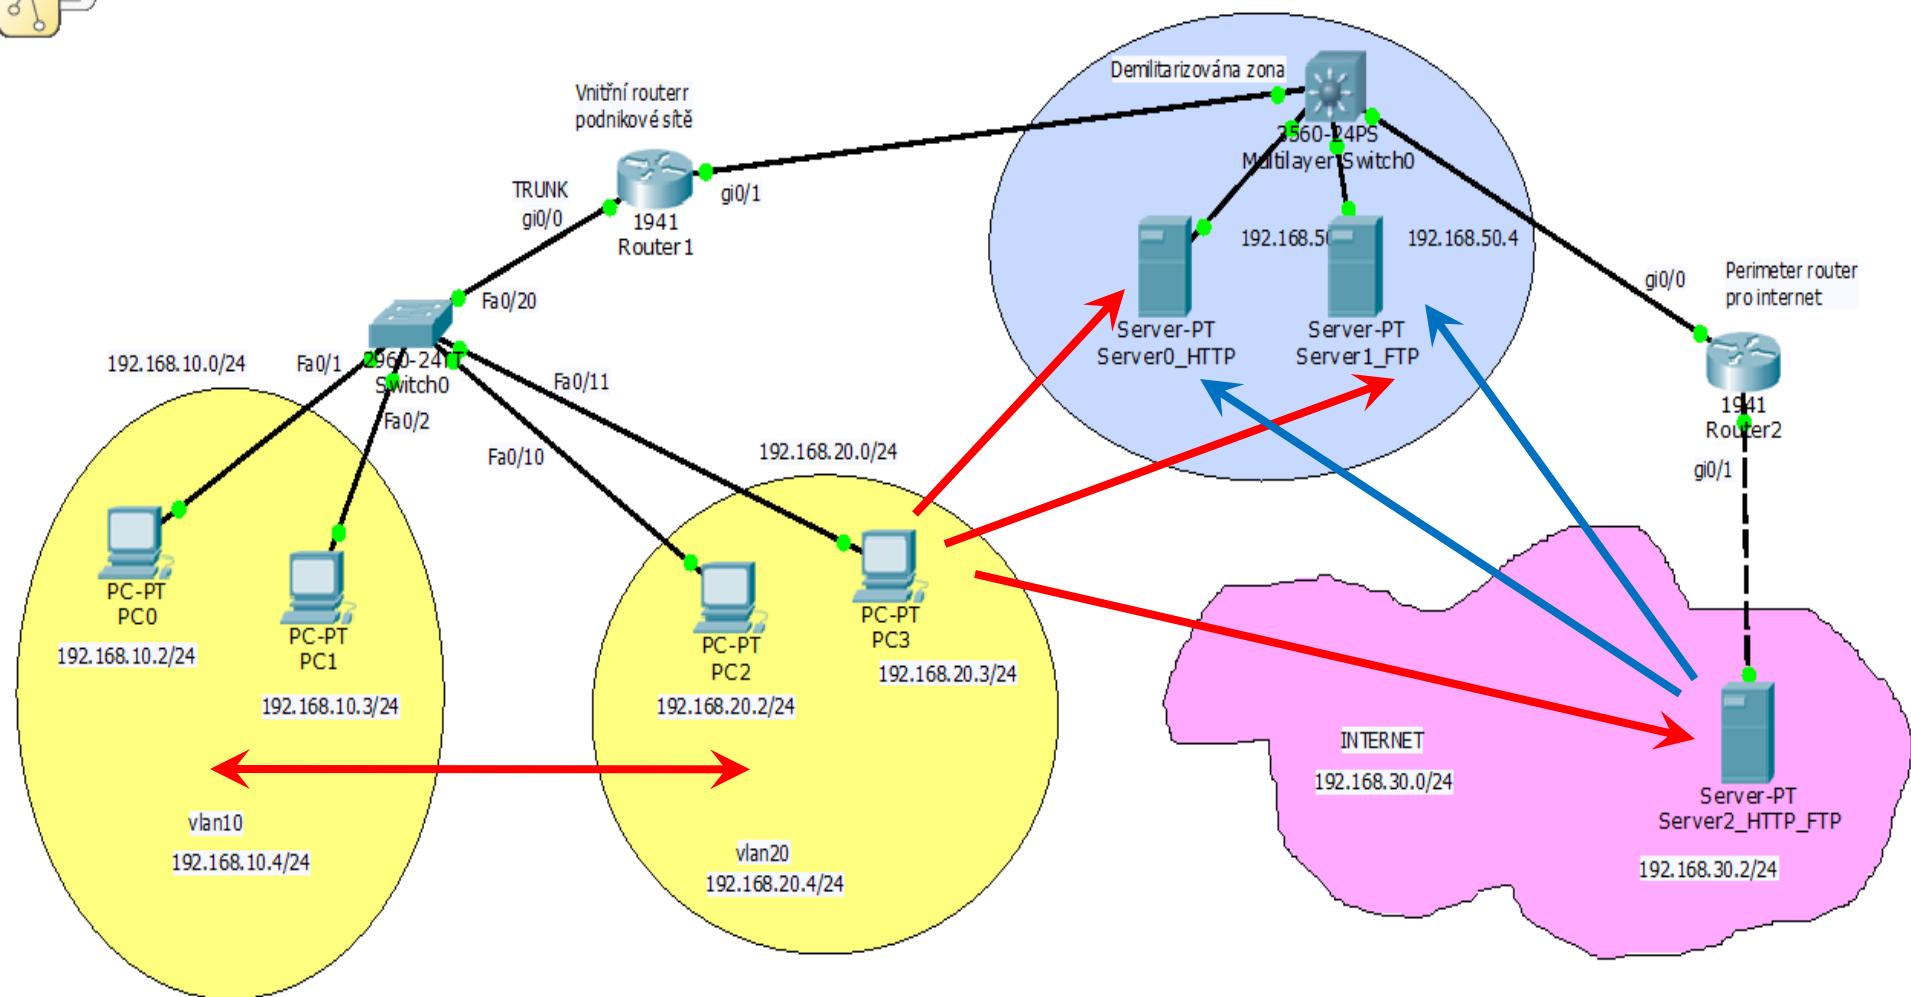 Demilitarizována zona
Vnitřní routerr
podnikové sítě
3560-24PS
Multilayer Switch0
TRUNK
gi0/0
gi0/1
1941
Router1
192.168.50.4
Perimeter router
pro internet
gi0/0
Fa0/20
Server-PT
Server0_HTTP
Server-PT
Server1_FTP
192.168.10.0/24
Fa0/1
Switch0
Fa0/11
Fa0/2
1941
Router2
gi0/1
Fa0/10
192.168.20.0/24
PC-PT
PC0
192.168.10.2/24
PC-PT
PC1
192.168.10.3/24
PC-PT
PC2
192.168.20.2/24
PC-PT
PC3
192.168.20.3/24
INTERNET
192.168.30.0/24
Server-PT
Server2_HTTP_FTP
192.168.30.2/24
vlan10
192.168.10.4/24
vlan20
192.168.20.4/24